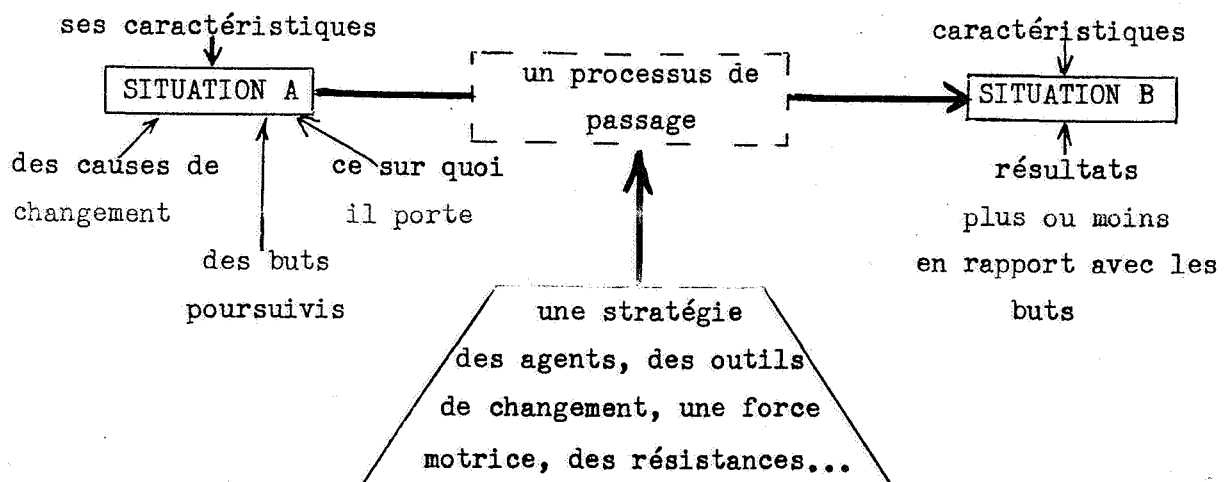 ses caractéristiques
SITUATION A
des causes de
changement
des buts
poursuivis
ce sur quoi
il porte
un processus de
passage
une stratégie
des agents, des outils
de changement, une force
motrice, des résistances...
caractéristiques
SITUATION B
résultats
plus ou moins
en rapport avec les
buts